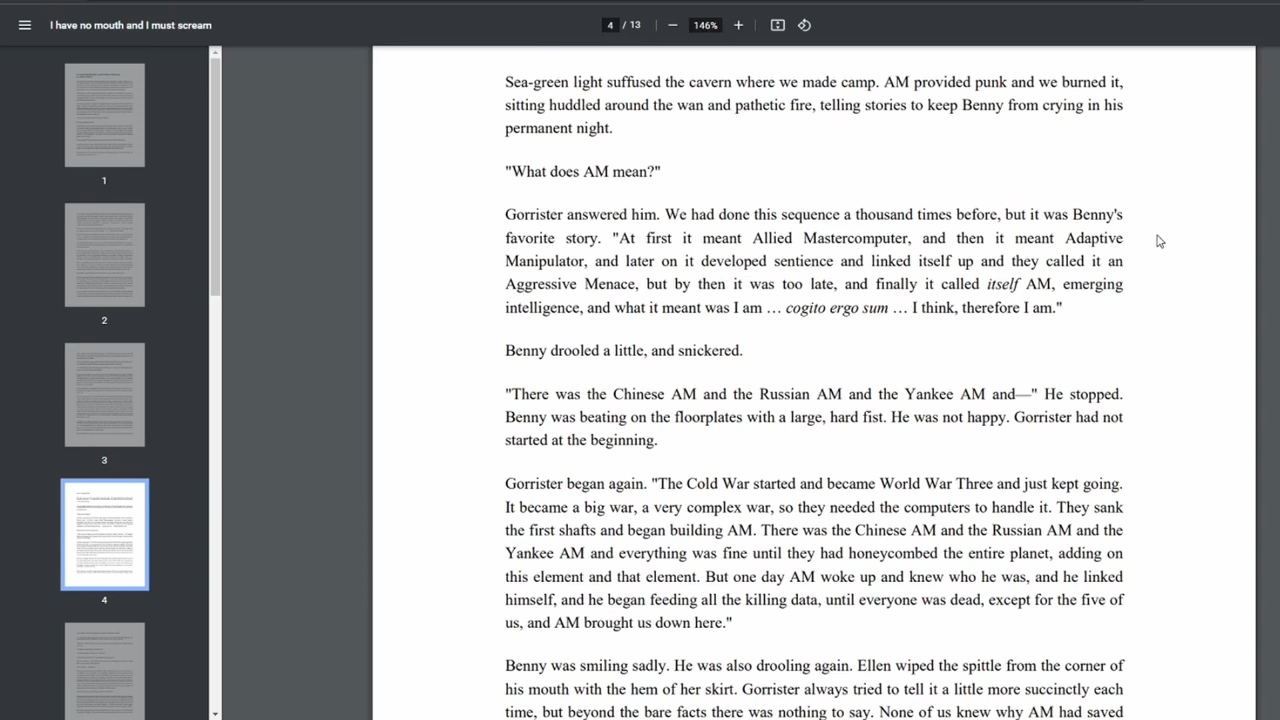 I have no mouth and I must scream
4 / 13
146%
1
2
3
4
Sea-green light suffused the cavern where we made camp. AM provided punk and we burned it,
sitting huddled around the wan and pathetic fire, telling stories to keep Benny from crying in his
permanent night.
"What does AM mean?"
Gorrister answered him. We had done this sequence a thousand times before, but it was Benny's
favorite story. "At first it meant Allied Mastercomputer, and then it meant Adaptive
Manipulator, and later on it developed sentience and linked itself up and they called it an
Aggressive Menace, but by then it was too late, and finally it called itself AM, emerging
intelligence, and what it meant was I am … cogito ergo sum … I think, therefore I am."
Benny drooled a little, and snickered.
"There was the Chinese AM and the Russian AM and the Yankee AM and—" He stopped.
Benny was beating on the floorplates with a large, hard fist. He was not happy. Gorrister had not
started at the beginning.
Gorrister began again. "The Cold War started and became World War Three and just kept going.
It became a big war, a very complex war, so they needed the computers to handle it. They sank
the first shafts and began building AM. There was the Chinese AM and the Russian AM and the
Yankee AM and everything was fine until they had honeycombed the entire planet, adding on
this element and that element. But one day AM woke up and knew who he was, and he linked
himself, and he began feeding all the killing data, until everyone was dead, except for the five of
us, and AM brought us down here."
Benny was smiling sadly. He was also drooling again. Ellen wiped the spittle from the corner of
his mouth with the hem of her skirt. Gorrister always tried to tell it a little more succinctly each
time, but beyond the bare facts there was nothing to say. None of us knew why AM had saved